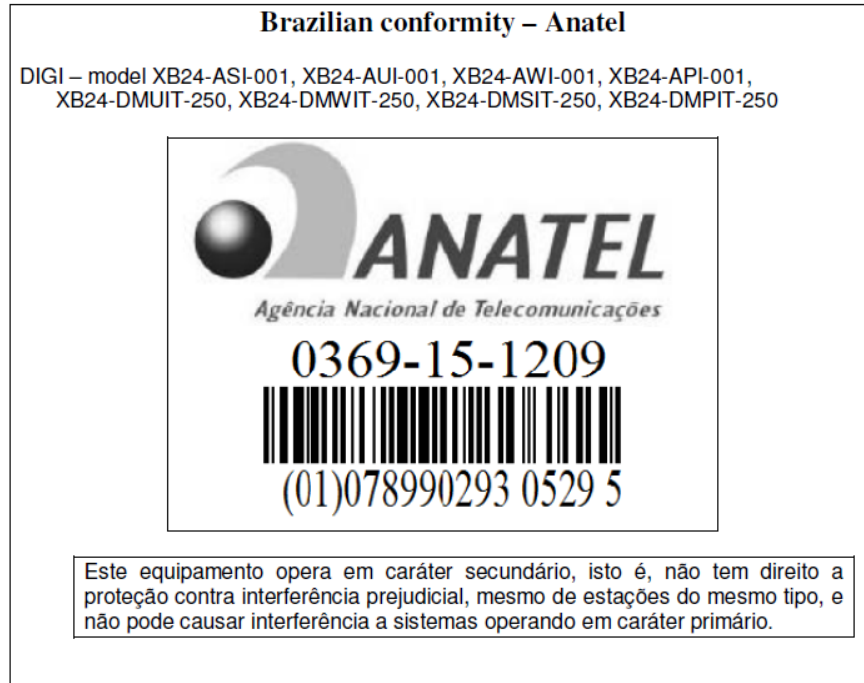 Brazilian conformity – Anatel
DIGI – model XB24-ASI-001, XB24-AUI-001, XB24-AWI-001, XB24-API-001,
XB24-DMUIT-250, XB24-DMWIT-250, XB24-DMSIT-250, XB24-DMPIT-250
ANATEL
Agência Nacional de Telecomunicações
0369-15-1209
(01)078990293 0529 5
Este equipamento opera em caráter secundário, isto é, não tem direito a
proteção contra interferência prejudicial, mesmo de estações do mesmo tipo, e
não pode causar interferência a sistemas operando em caráter primário.